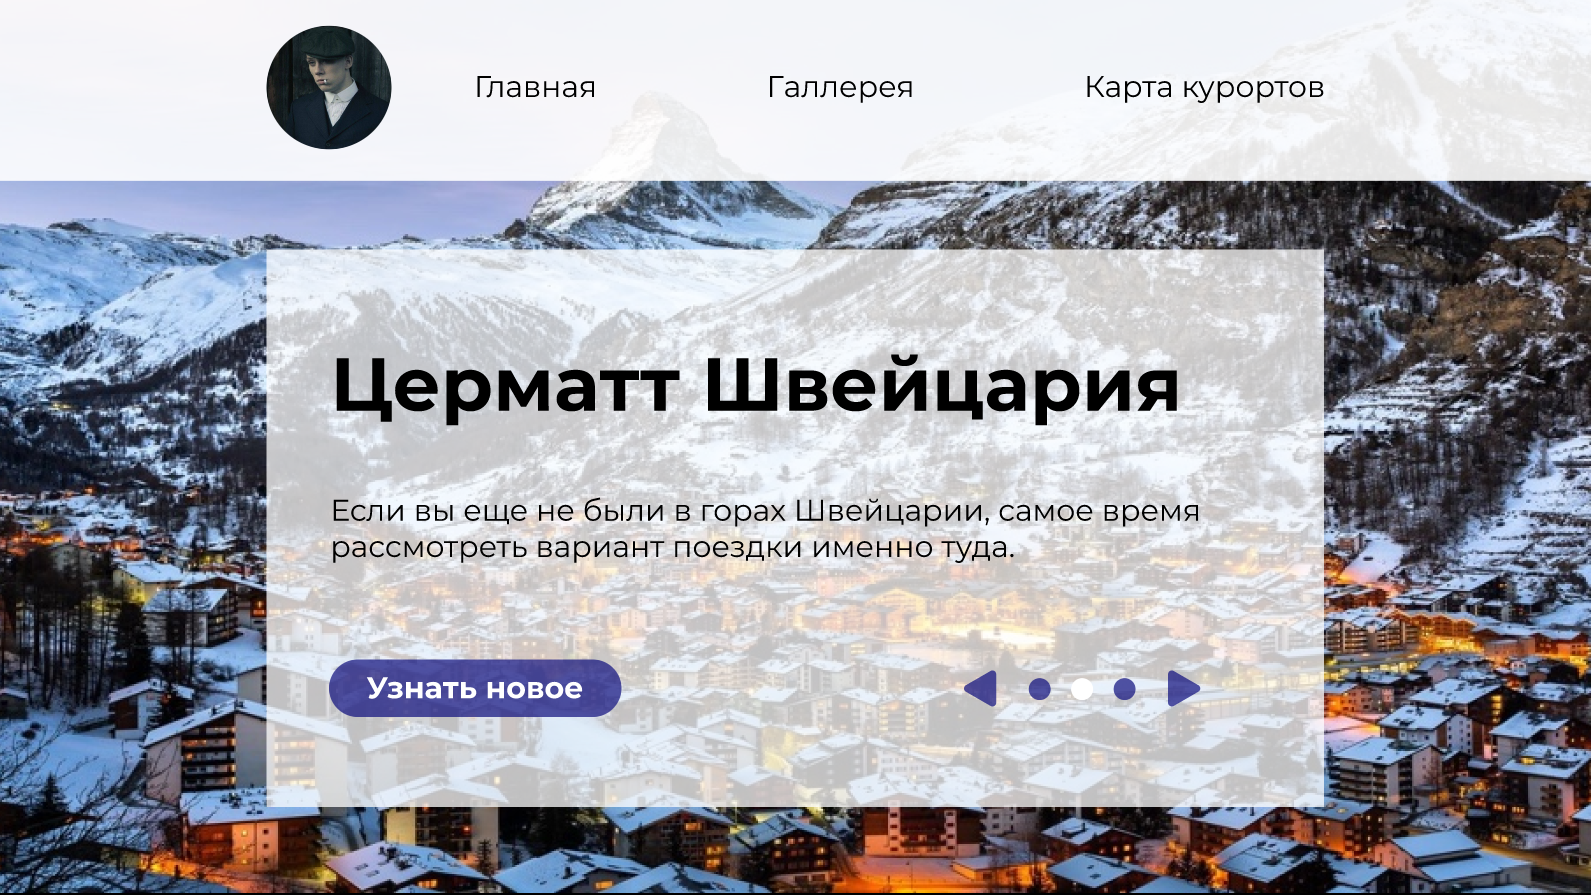 Главная
Галлерея
Карта курортов
Церматт Швейцария
Если вы еще не были в горах Швейцарии, самое время
рассмотреть вариант поездки именно туда.
Узнать новое